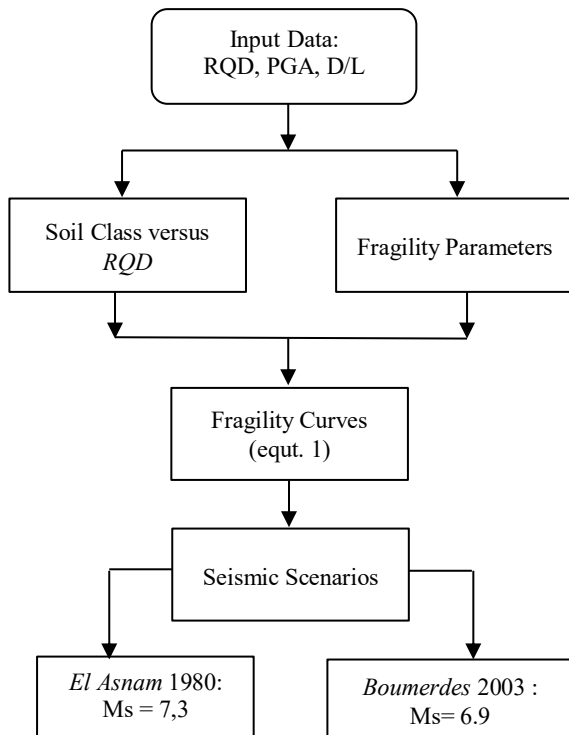 Input Data:
RQD, PGA, D/L
Soil Class versus
RQD
Fragility Parameters
Fragility Curves
(equt. 1)
Seismic Scenarios
El Asnam 1980:
Ms = 7,3
Boumerdes 2003 :
Ms= 6.9